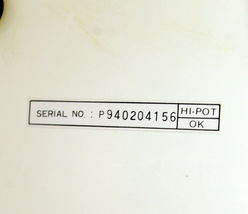 SERIAL NO. : P940204156 HI-POT
OK